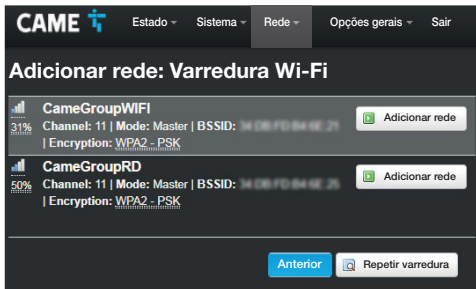 CAME Estado Sistema Rede Opções gerais Sair
Adicionar rede: Varredura Wi-Fi
CameGroupWIFI
31% Channel: 11 | Mode: Master | BSSID:
| Encryption: WPA2 - PSK
Adicionar rede
CameGroupRD
50% Channel: 11 | Mode: Master | BSSID:
| Encryption: WPA2 - PSK
Adicionar rede
Anterior Repetir varredura